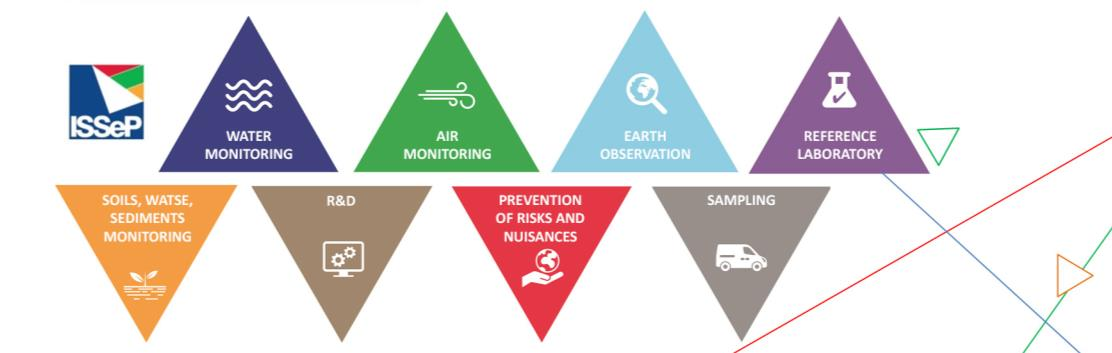 ISSeP
WATER
MONITORING
AIR
MONITORING
EARTH
OBSERVATION
REFERENCE
LABORATORY
SOILS, WATSE,
SEDIMENTS
MONITORING
R&D
PREVENTION
OF RISKS AND
NUISANCES
SAMPLING